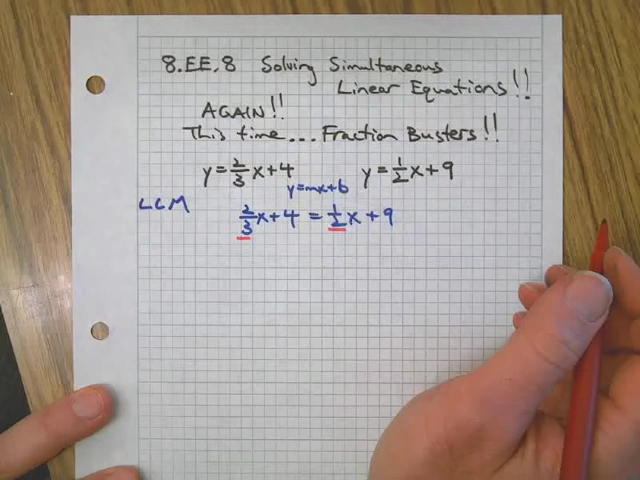 8.EE.8 Solving Simultaneous
Linear Equations!!
AGAIN!!
This time... Fraction Busters!!
y=2/3x+4 y=1/2x+9
y=mx+b
LCM
2/3x+4=1/2x+9